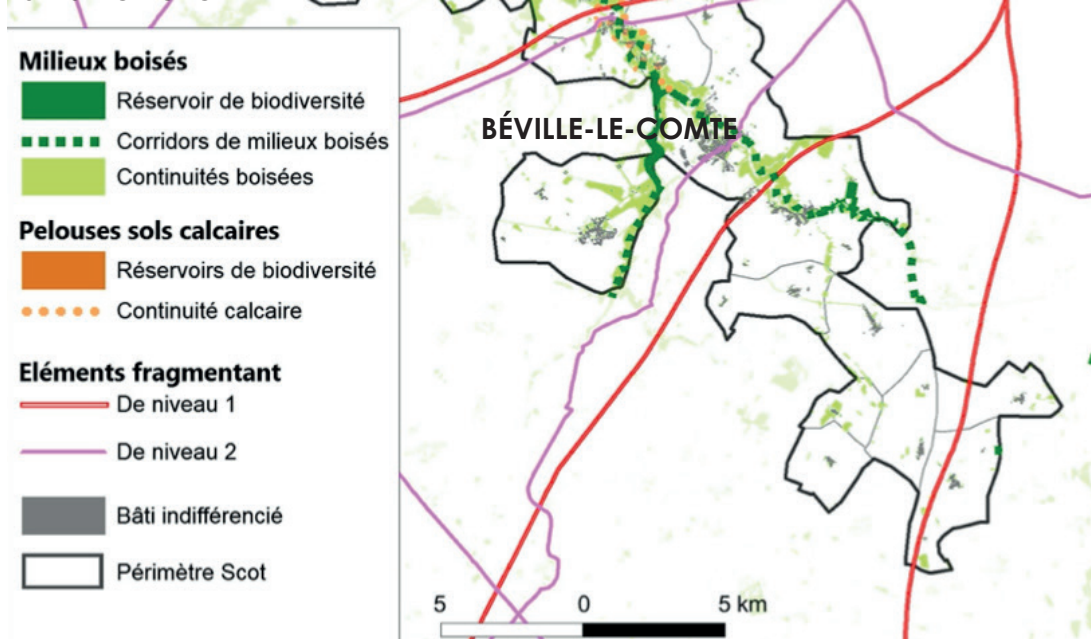 Milieux boisés
Réservoir de biodiversité
Corridors de milieux boisés
Continuités boisées
Pelouses sols calcaires
Réservoirs de biodiversité
Continuité calcaire
Eléments fragmentant
De niveau 1
De niveau 2
Bâti indifférencié
Périmètre Scot
BÉVILLE-LE-COMTE
5 0 5 km